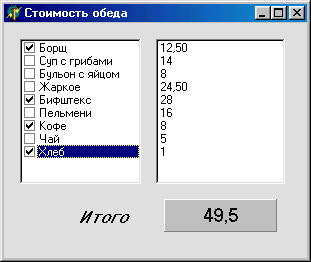 Стоимость обеда
Борщ 12,50
Суп с грибами 14
Бульон с яйцом 8
Жаркое 24,50
Бифштекс 28
Пельмени 16
Кофе 8
Чай 5
Хлеб 1
Итого 49,5